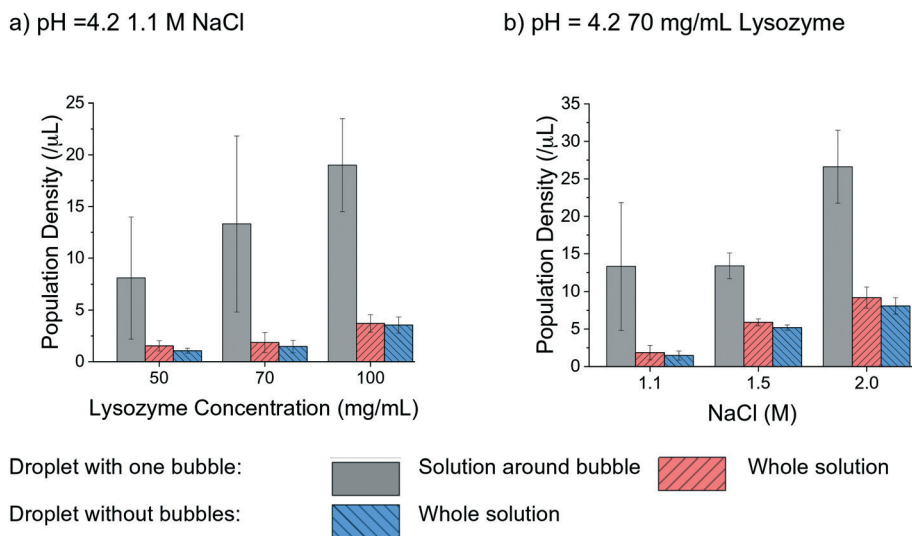 a) pH =4.2 1.1 M NaCl
b) pH = 4.2 70 mg/mL Lysozyme
Population Density (/μL)
25
20
15
10
5
0
50 70 100
Lysozyme Concentration (mg/mL)
Population Density (/μL)
35
30
25
20
15
10
5
0
1.1 1.5 2.0
NaCl (M)
Droplet with one bubble: Solution around bubble Whole solution
Droplet without bubbles: Whole solution